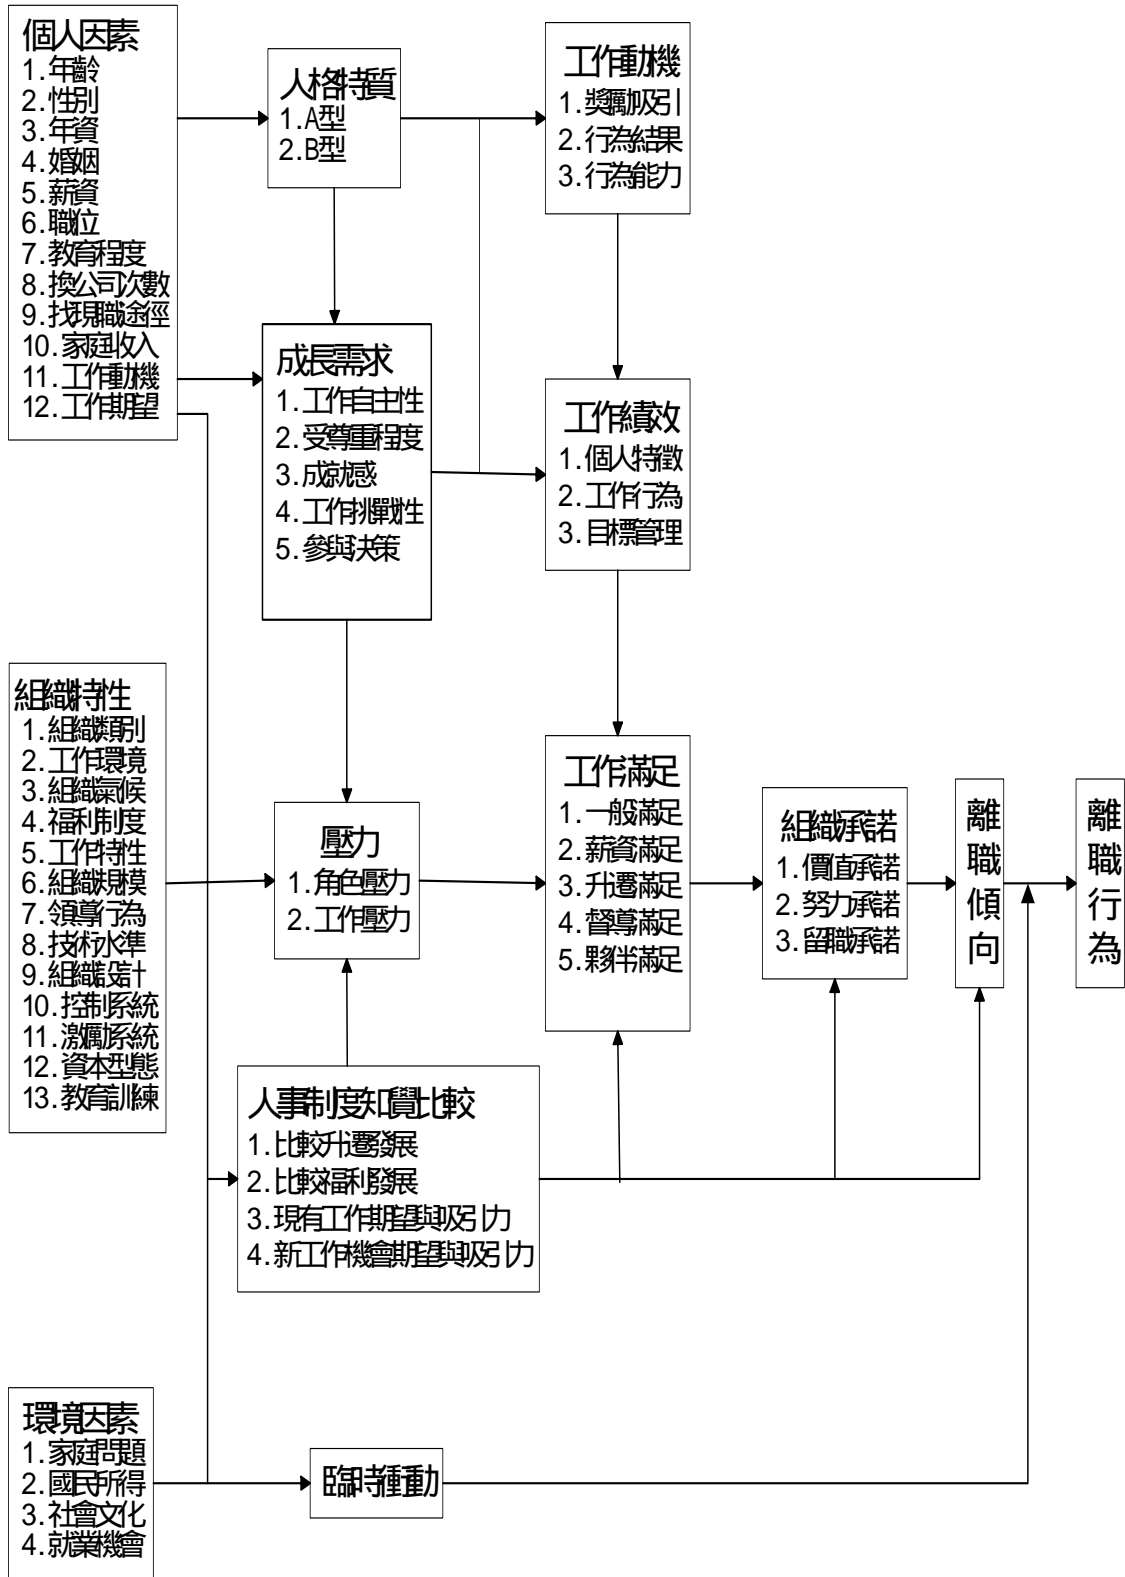 個人因素
1.年齡
2.性別
3.年資
4.婚姻
5.薪資
6.職位
7.教育程度
8.換公司次數
9.找現職途徑
10.家庭收入
11.工作動機
12.工作期望
人格特質
1.A型
2.B型
工作動機
1.獎勵吸引
2.行為結果
3.行為能力
成長需求
1.工作自主性
2.受尊重程度
3.成就感
4.工作挑戰性
5.參與決策
工作績效
1.個人特徵
2.工作行為
3.目標管理
組織特性
1.組織類別
2.工作環境
3.組織氣候
4.福利制度
5.工作特性
6.組織規模
7.領導行為
8.技術水準
9.組織設計
10.控制系統
11.激勵系統
12.資本型態
13.教育訓練
壓力
1.角色壓力
2.工作壓力
工作滿足
1.一般滿足
2.薪資滿足
3.升遷滿足
4.督導滿足
5.夥伴滿足
組織承諾
1.價值承諾
2.努力承諾
3.留職承諾
離職傾向
離職行為
人事制度知覺比較
1.比較升遷發展
2.比較福利發展
3.現有工作期望與吸引力
4.新工作機會期望與吸引力
環境因素
1.家庭問題
2.國民所得
3.社會文化
4.就業機會
臨時衝動